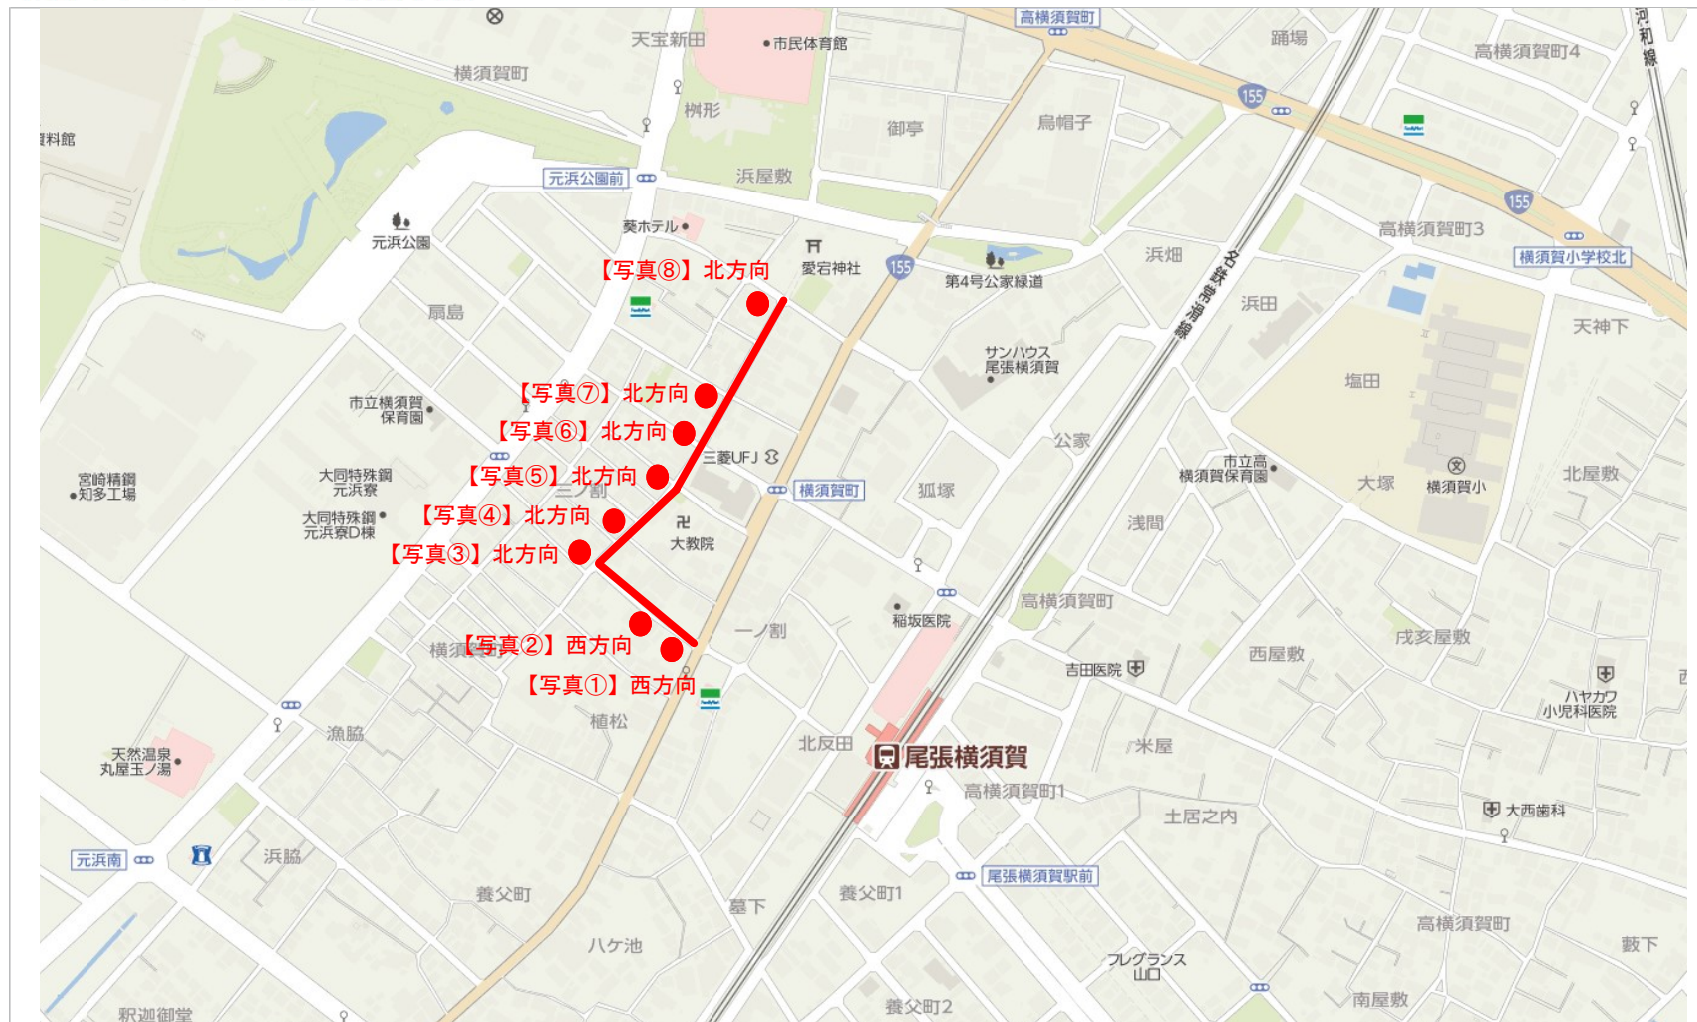 高横須賀町
天宝新田
市民体育館
踊場
高横須賀町4
河和線
横須賀町
155
桝形
御亭
烏帽子
FamilyMart
資料館
元浜公園前
浜屋敷
155
葵ホテル
高横須賀町3
元浜公園
愛宕神社
浜畑
横須賀小学校北
【写真⑧】北方向
155
第4号公家緑道
名鉄常滑線
浜田
扇島
FamilyMart
天神下
サンハウス
尾張横須賀
塩田
【写真⑦】北方向
市立横須賀
保育園
【写真⑥】北方向
公家
三菱UFJ
市立高
横須賀保育園
北屋敷
宮崎精鋼
知多工場
大同特殊鋼
元浜寮
【写真⑤】北方向
三ノ割
横須賀町
狐塚
大塚
横須賀小
文
【写真④】北方向
大同特殊鋼
元浜寮D棟
大教院
浅間
【写真③】北方向
高横須賀町
稲坂医院
一ノ割
戌亥屋敷
【写真②】西方向
横須賀町
西屋敷
吉田医院
【写真①】西方向
FamilyMart
ハヤカワ
小児科医院
植松
漁脇
北反田
米屋
天然温泉
丸屋玉ノ湯
尾張横須賀
高横須賀町1
土居之内
大西歯科
元浜南
浜脇
尾張横須賀駅前
養父町
養父町1
墓下
高横須賀町
八ケ池
藪下
フレグランス
山口
養父町2
南屋敷
釈迦御堂